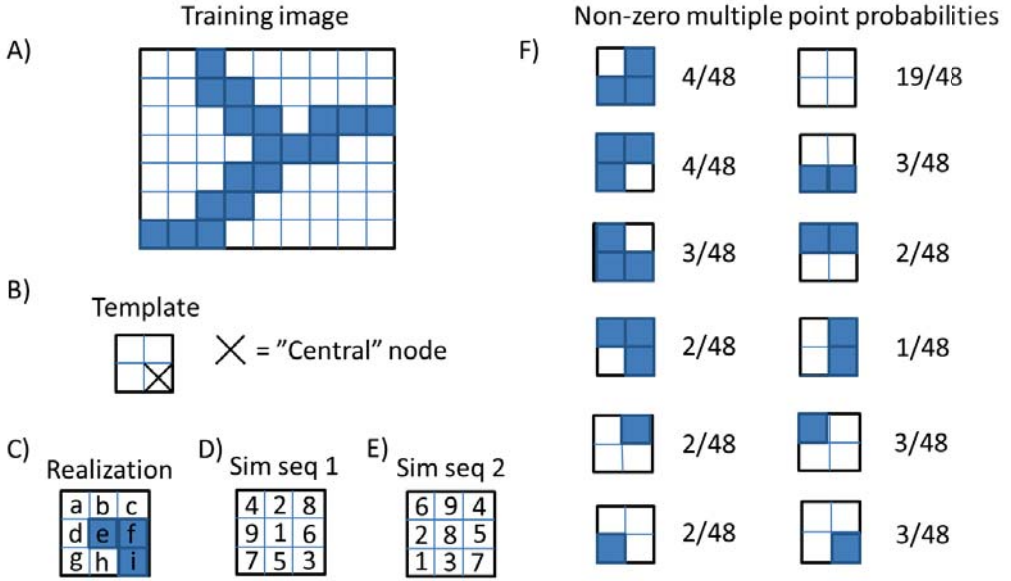 Training image
A)
B)
Template
X = ”Central” node
C)
Realization
a b c
d e f
g h i
D)
Sim seq 1
4 2 8
9 1 6
7 5 3
E)
Sim seq 2
6 9 4
2 8 5
1 3 7
Non-zero multiple point probabilities
F)
4/48 19/48
4/48 3/48
3/48 2/48
2/48 1/48
2/48 3/48
2/48 3/48